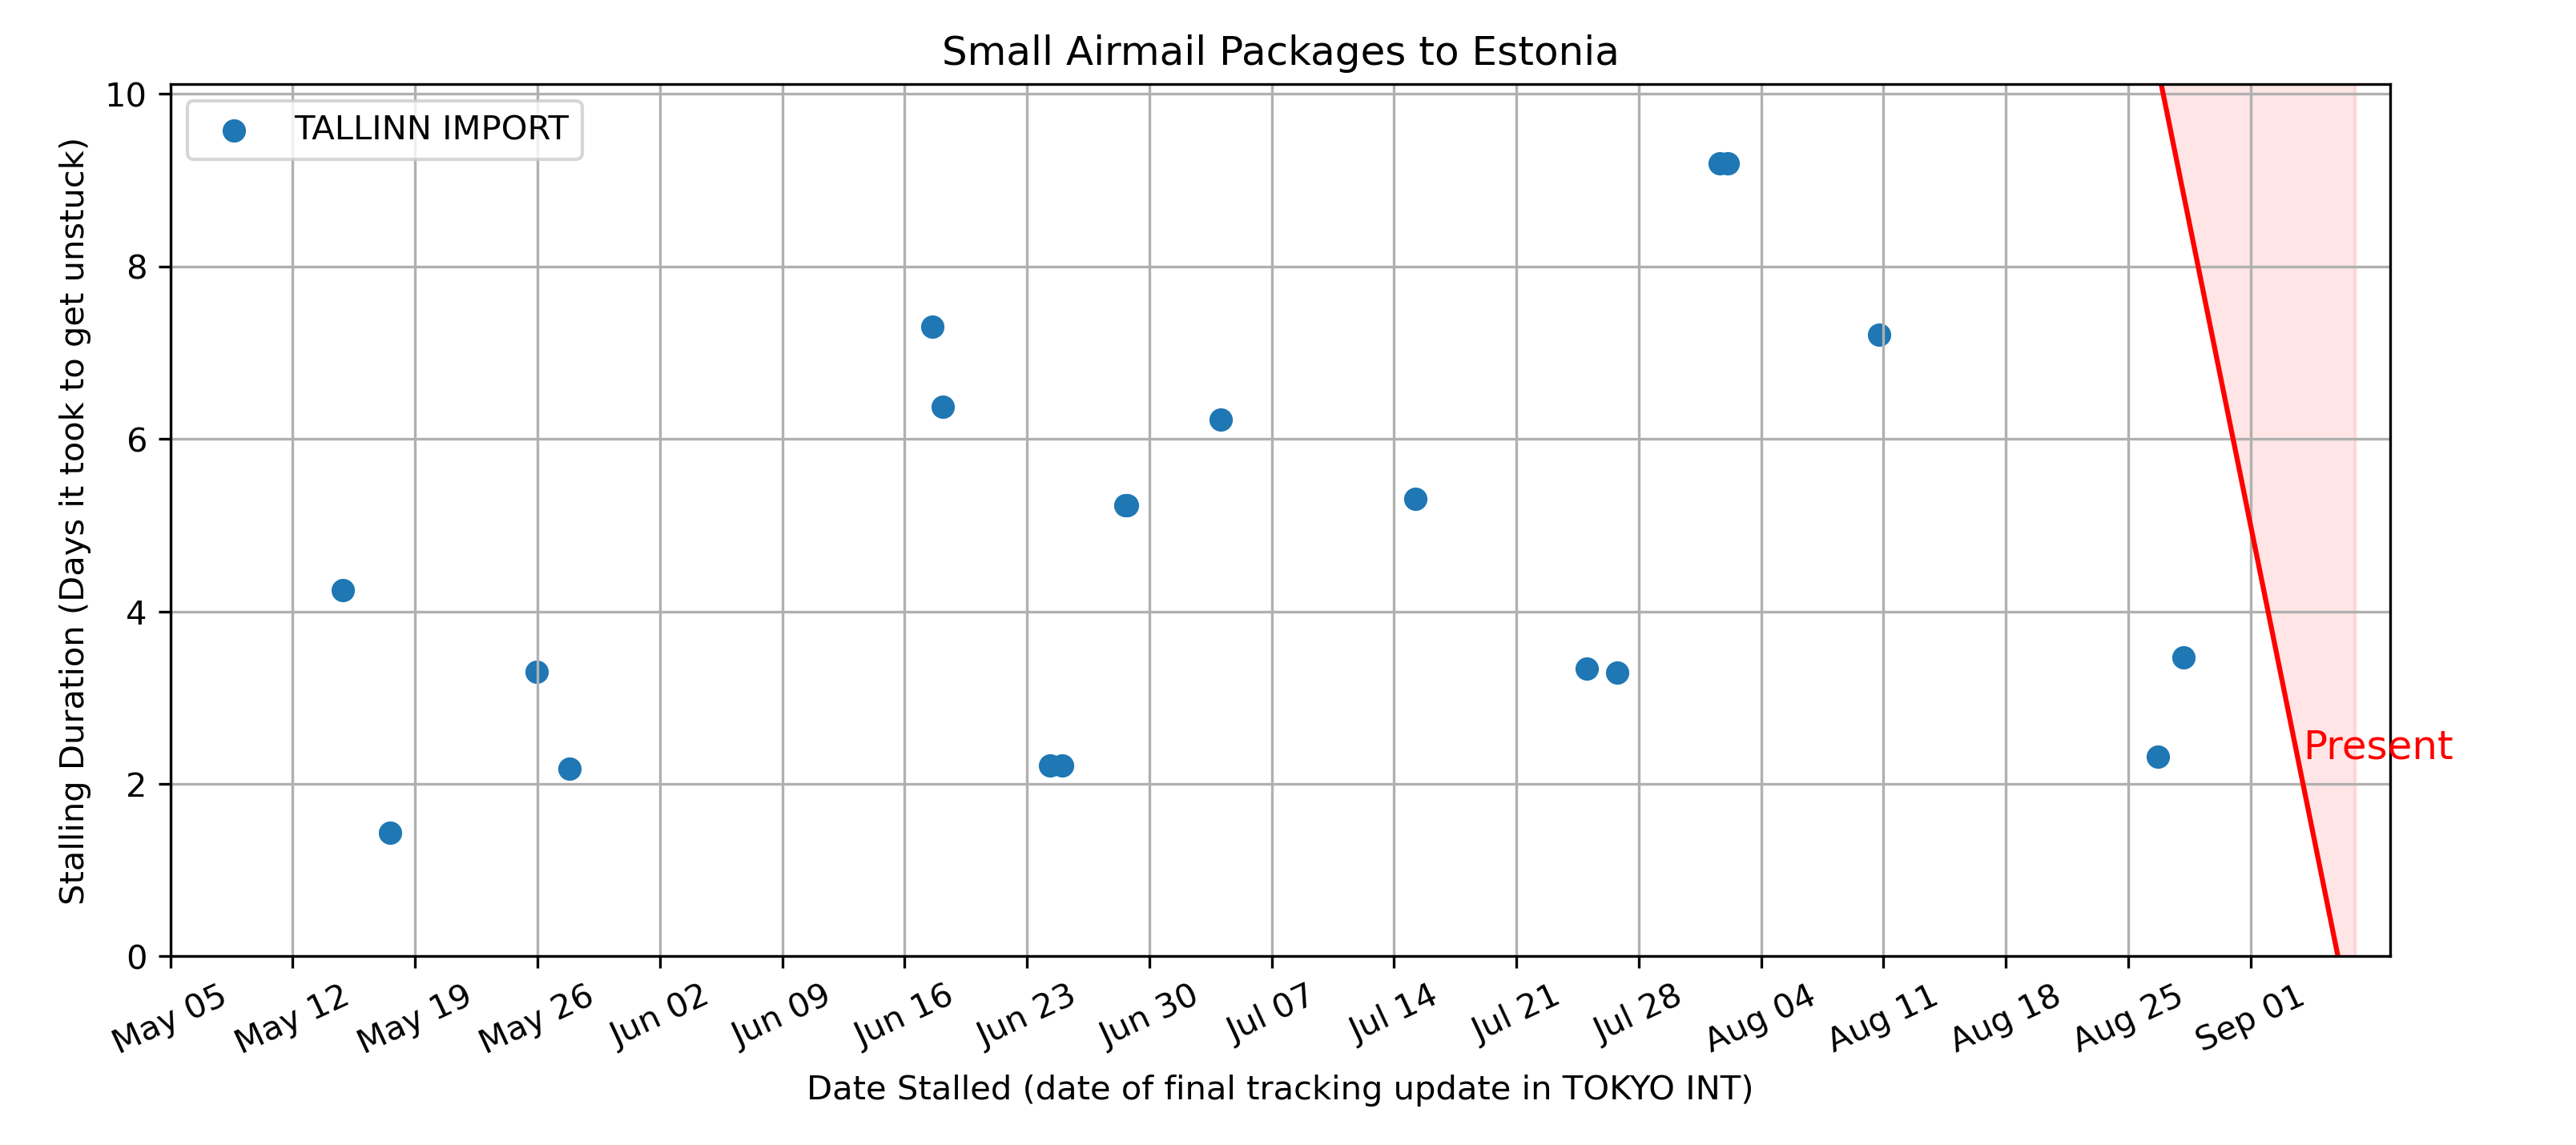 Small Airmail Packages to Estonia
TALLINN IMPORT
Stalling Duration (Days it took to get unstuck)
10
8
6
4
2
0
Present
May 05
May 12
May 19
May 26
Jun 02
Jun 09
Jun 16
Jun 23
Jun 30
Jul 07
Jul 14
Jul 21
Jul 28
Aug 04
Aug 11
Aug 18
Aug 25
Sep 01
Date Stalled (date of final tracking update in TOKYO INT)